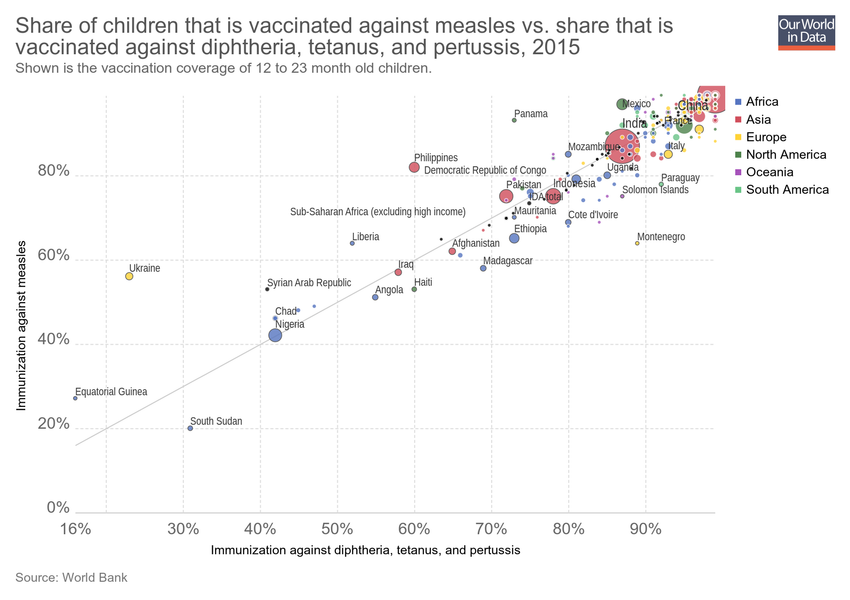 Share of children that is vaccinated against measles vs. share that is
vaccinated against diphtheria, tetanus, and pertussis, 2015
Shown is the vaccination coverage of 12 to 23 month old children.
Our World
in Data
Africa
Asia
Europe
North America
Oceania
South America
Immunization against measles
80%
60%
40%
20%
0%
Mexico
China
Panama
India
France
Mozambique
Italy
Philippines
Democratic Republic of Congo
Uganda
Pakistan
Indonesia
Paraguay
IDA total
Solomon Islands
Sub-Saharan Africa (excluding high income)
Mauritania
Cote d'Ivoire
Liberia
Ethiopia
Montenegro
Afghanistan
Ukraine
Iraq
Madagascar
Syrian Arab Republic
Haiti
Angola
Chad
Nigeria
Equatorial Guinea
South Sudan
16%
30%
40%
50%
60%
70%
80%
90%
Immunization against diphtheria, tetanus, and pertussis
Source: World Bank